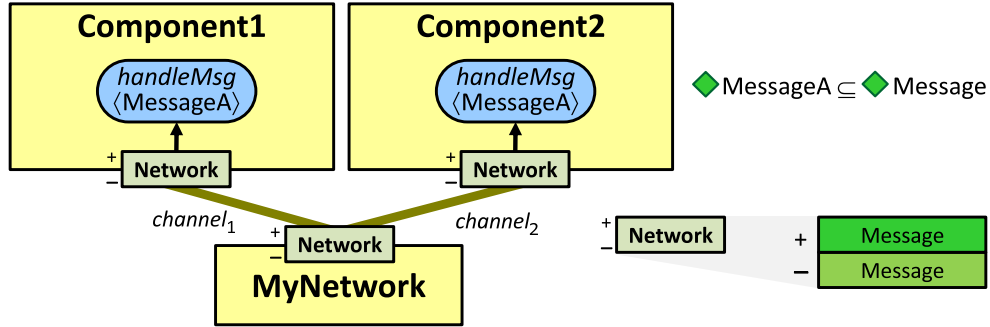 Component1
handleMsg
⟨MessageA⟩
+
−
Network
Component2
handleMsg
⟨MessageA⟩
+
−
Network
MessageA ⊆ Message
channel1
channel2
+
−
Network
MyNetwork
+
−
Network
+ Message
− Message